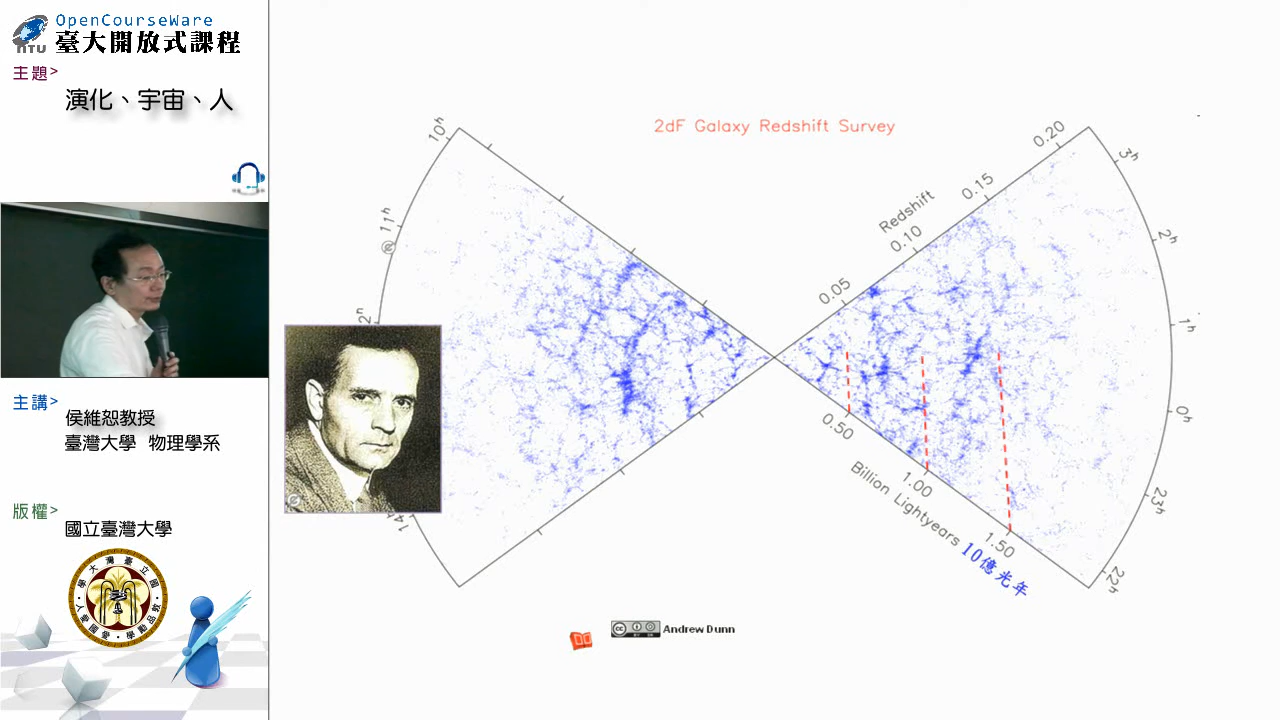 OpenCourseWare
NTU
臺大開放式課程
主題>
演化、宇宙、人
主講>
侯維恕教授
臺灣大學 物理學系
版權>
國立臺灣大學
2dF Galaxy Redshift Survey
10h
@ 11h
2h
14h
Redshift
0.05
0.10
0.15
0.20
3h
2h
1h
0h
23h
22h
0.50
1.00
1.50
Billion Lightyears
10億光年
cc
Andrew Dunn